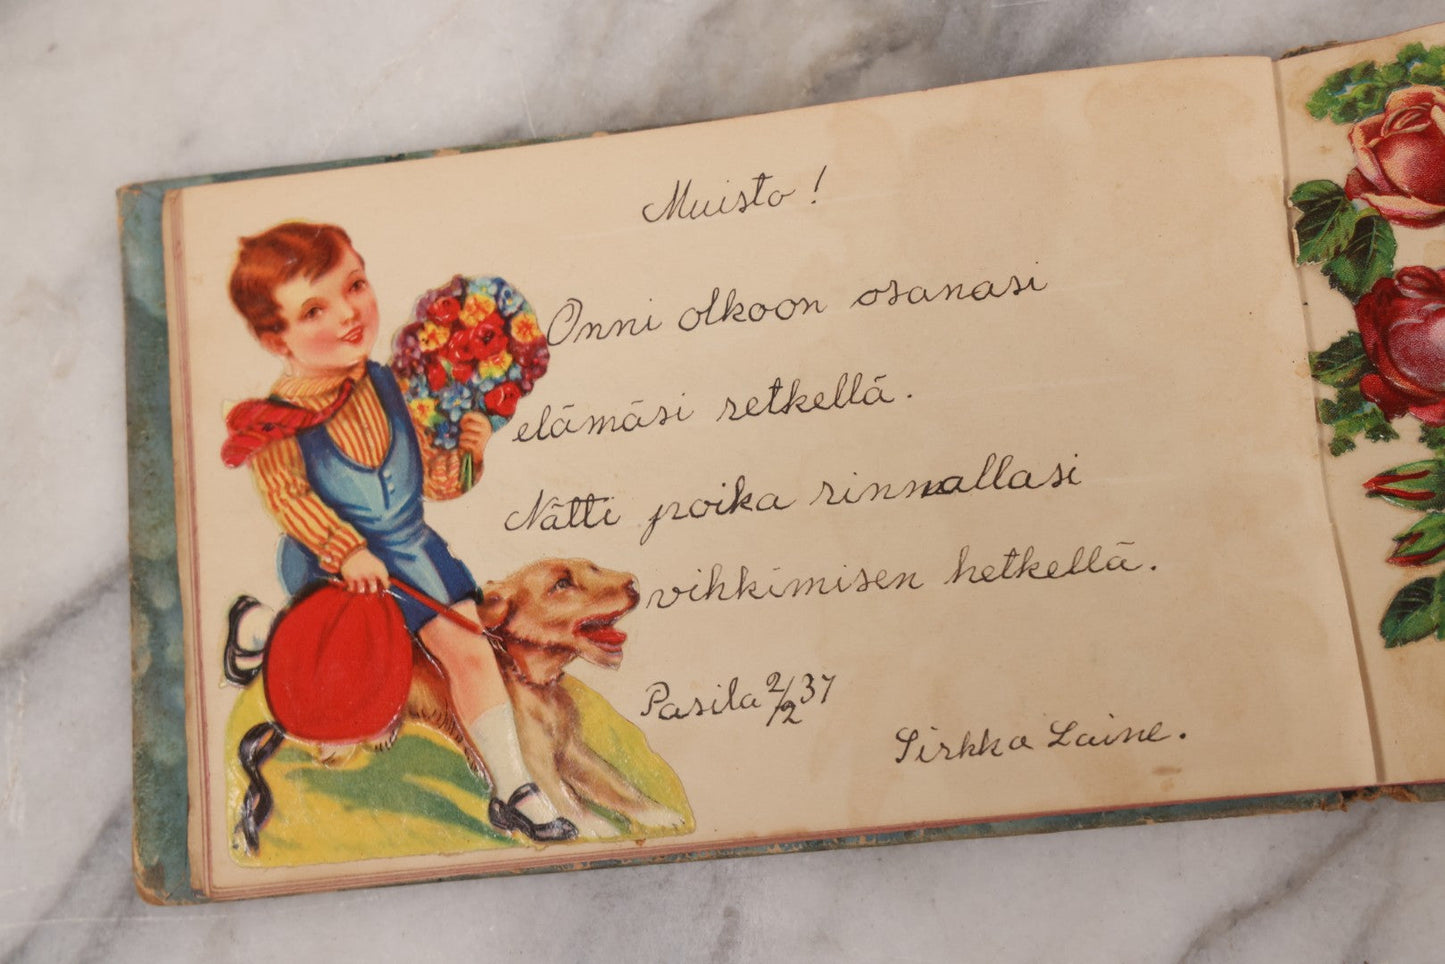 Muisto!
Onni olkoon osanasi
elämäsi retkellä.
Nätti poika rinnallasi
vihkimisen hetkellä.
Pasila 2/2 37
Sirkka Laine.